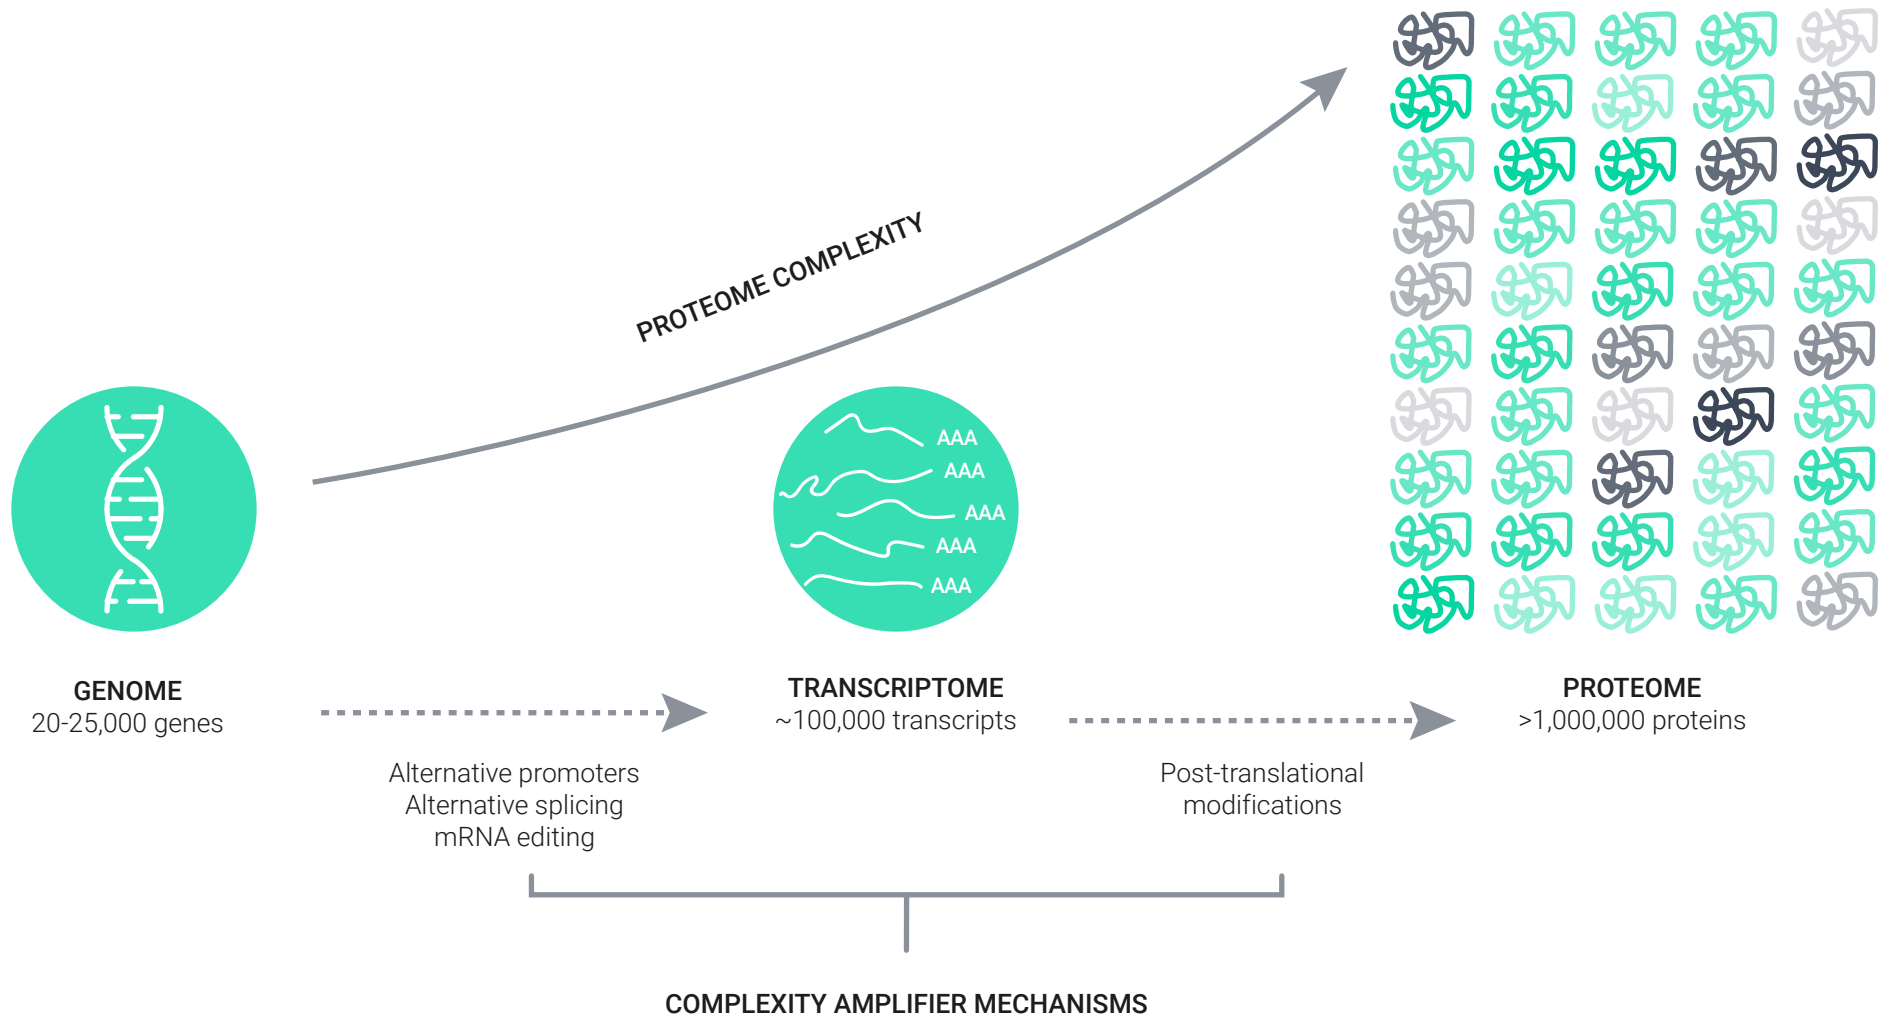 PROTEOME COMPLEXITY
AAA
AAA
AAA
AAA
AAA
GENOME
20-25,000 genes
TRANSCRIPTOME
~100,000 transcripts
PROTEOME
>1,000,000 proteins
Alternative promoters
Alternative splicing
mRNA editing
Post-translational
modifications
COMPLEXITY AMPLIFIER MECHANISMS